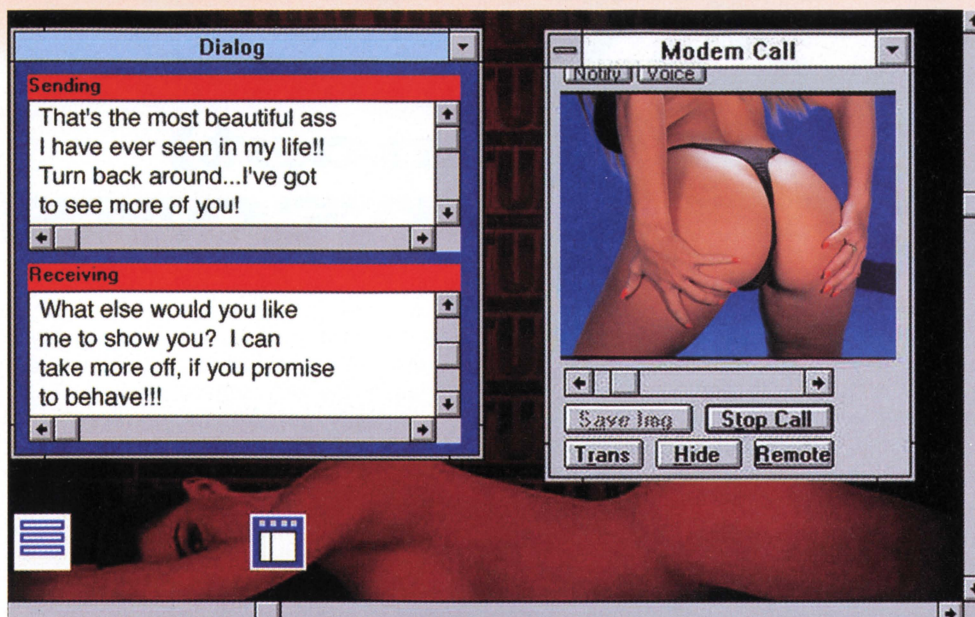 Dialog
Sending
That's the most beautiful ass
I have ever seen in my life!!
Turn back around...I've got
to see more of you!
Receiving
What else would you like
me to show you?  I can
take more off, if you promise
to behave!!!
Modem Call
Notify Voice
Save Img Stop Call
Trans Hide Remote